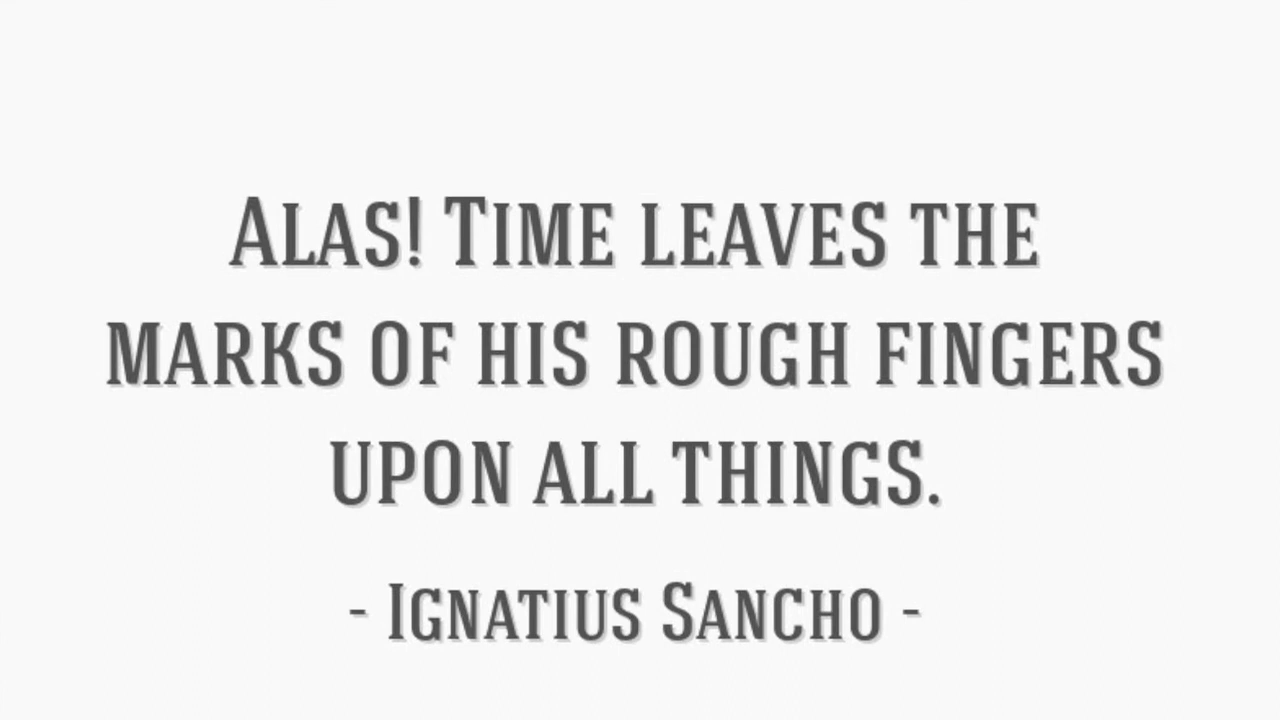 Alas! Time leaves the
marks of his rough fingers
upon all things.
- Ignatius Sancho -